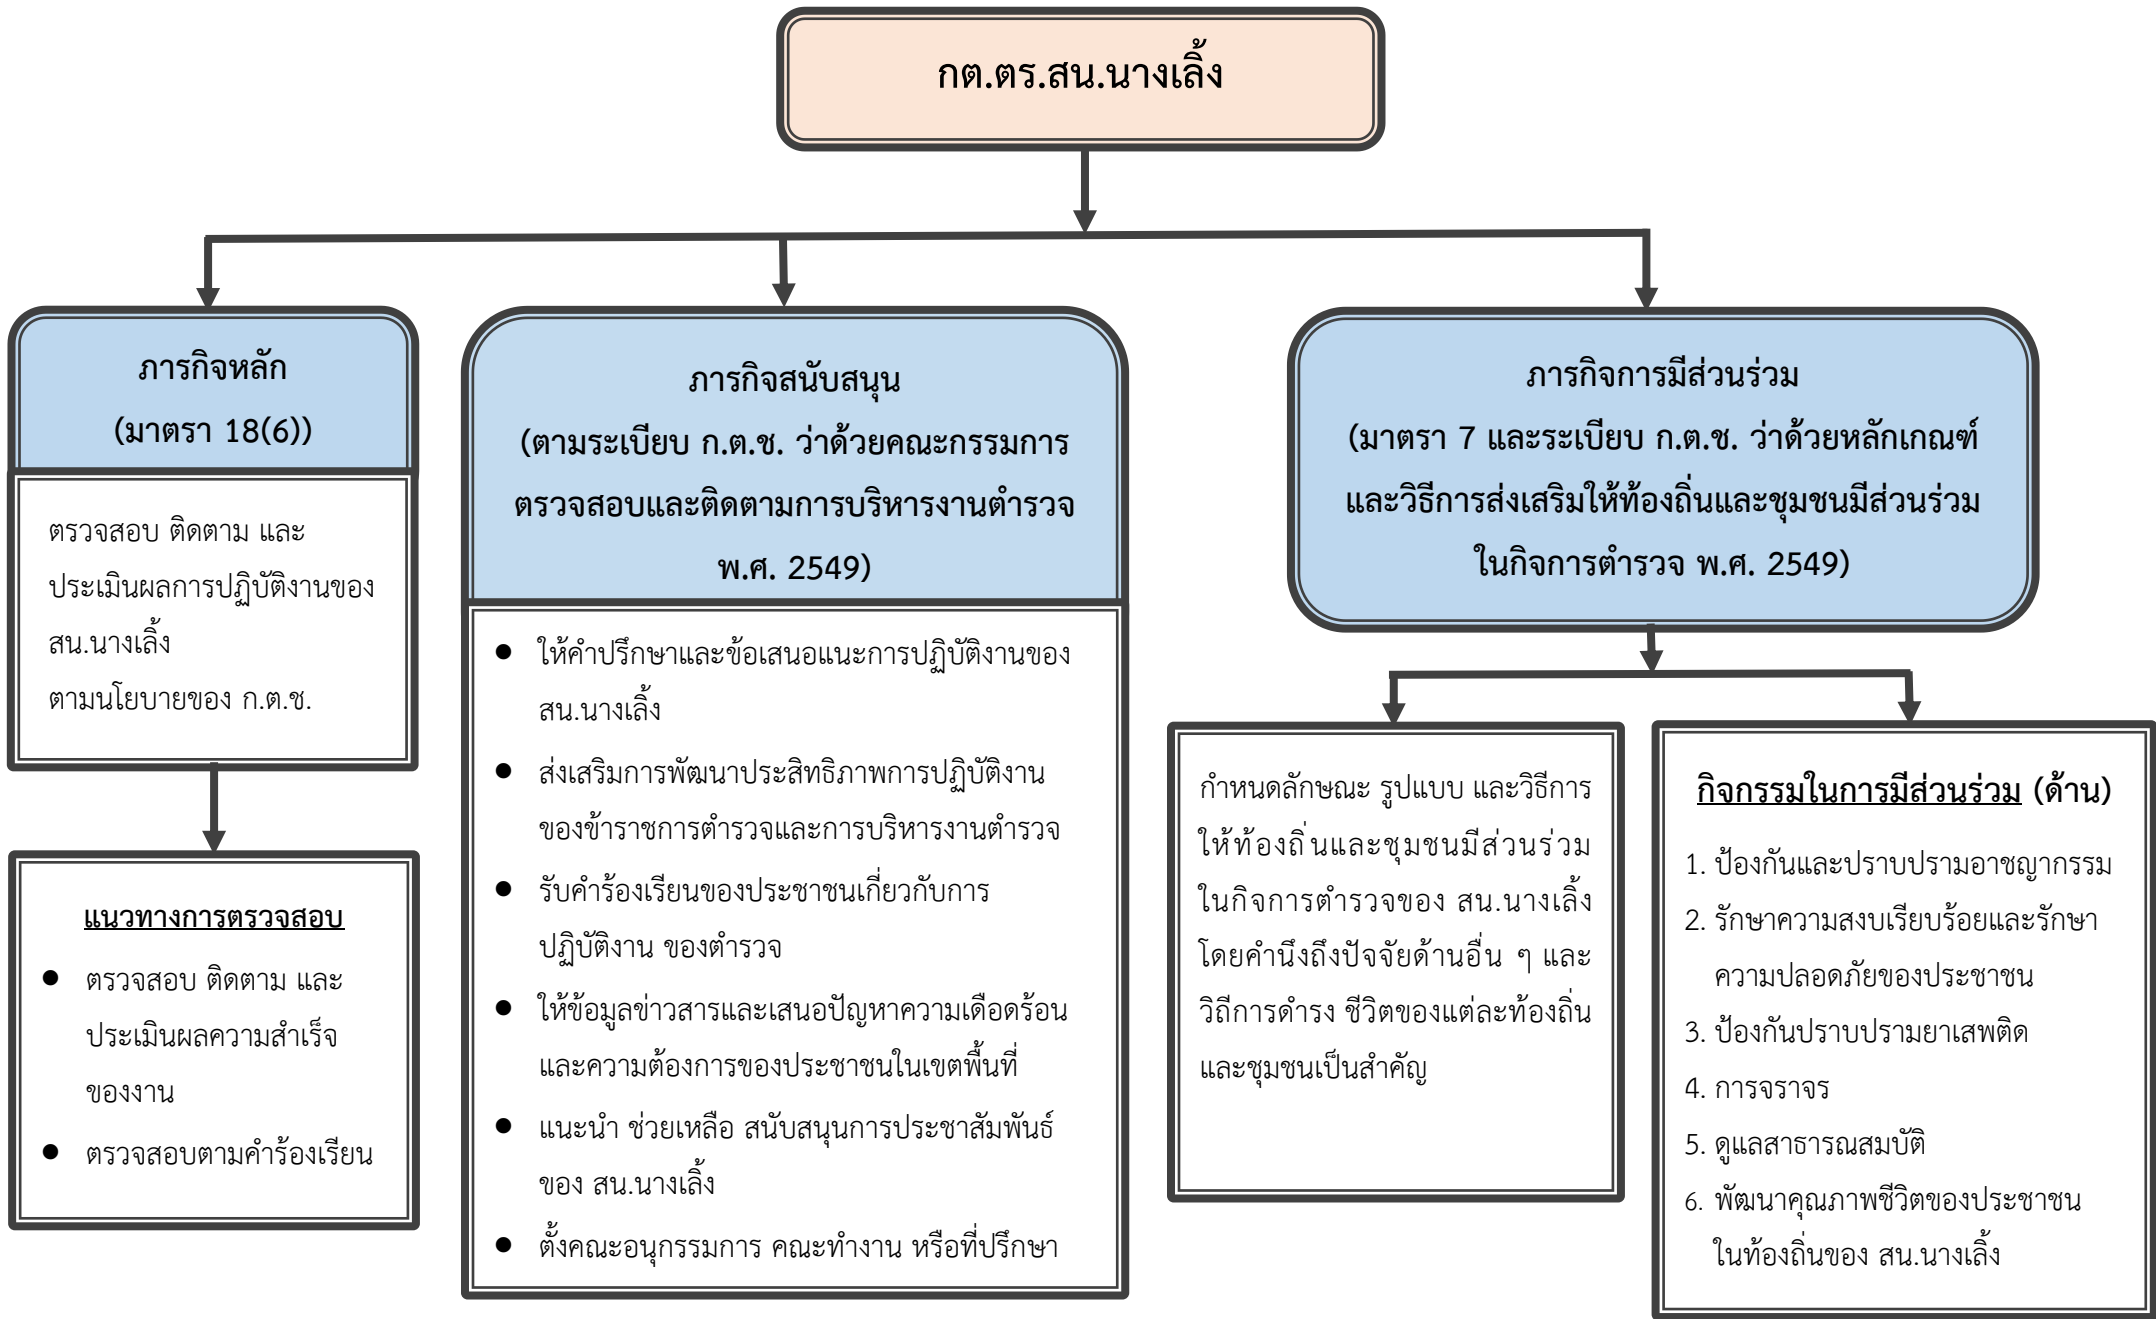 กต.ตร.สน.นางเลิ้ง
ภารกิจหลัก
(มาตรา 18(6))
ตรวจสอบ ติดตาม และ
ประเมินผลการปฏิบัติงานของ
สน.นางเลิ้ง
ตามนโยบายของ ก.ต.ช.
แนวทางการตรวจสอบ
● ตรวจสอบ ติดตาม และ
ประเมินผลความสำเร็จ
ของงาน
● ตรวจสอบตามคำร้องเรียน
ภารกิจสนับสนุน
(ตามระเบียบ ก.ต.ช. ว่าด้วยคณะกรรมการ
ตรวจสอบและติดตามการบริหารงานตำรวจ
พ.ศ. 2549)
● ให้คำปรึกษาและข้อเสนอแนะการปฏิบัติงานของ
สน.นางเลิ้ง
● ส่งเสริมการพัฒนาประสิทธิภาพการปฏิบัติงาน
ของข้าราชการตำรวจและการบริหารงานตำรวจ
● รับคำร้องเรียนของประชาชนเกี่ยวกับการ
ปฏิบัติงาน ของตำรวจ
● ให้ข้อมูลข่าวสารและเสนอปัญหาความเดือดร้อน
และความต้องการของประชาชนในเขตพื้นที่
● แนะนำ ช่วยเหลือ สนับสนุนการประชาสัมพันธ์
ของ สน.นางเลิ้ง
● ตั้งคณะอนุกรรมการ คณะทำงาน หรือที่ปรึกษา
ภารกิจการมีส่วนร่วม
(มาตรา 7 และระเบียบ ก.ต.ช. ว่าด้วยหลักเกณฑ์
และวิธีการส่งเสริมให้ท้องถิ่นและชุมชนมีส่วนร่วม
ในกิจการตำรวจ พ.ศ. 2549)
กำหนดลักษณะ รูปแบบ และวิธีการ
ให้ท้องถิ่นและชุมชนมีส่วนร่วม
ในกิจการตำรวจของ สน.นางเลิ้ง
โดยคำนึงถึงปัจจัยด้านอื่น ๆ และ
วิถีการดำรง ชีวิตของแต่ละท้องถิ่น
และชุมชนเป็นสำคัญ
กิจกรรมในการมีส่วนร่วม (ด้าน)
1. ป้องกันและปราบปรามอาชญากรรม
2. รักษาความสงบเรียบร้อยและรักษา
ความปลอดภัยของประชาชน
3. ป้องกันปราบปรามยาเสพติด
4. การจราจร
5. ดูแลสาธารณสมบัติ
6. พัฒนาคุณภาพชีวิตของประชาชน
ในท้องถิ่นของ สน.นางเลิ้ง